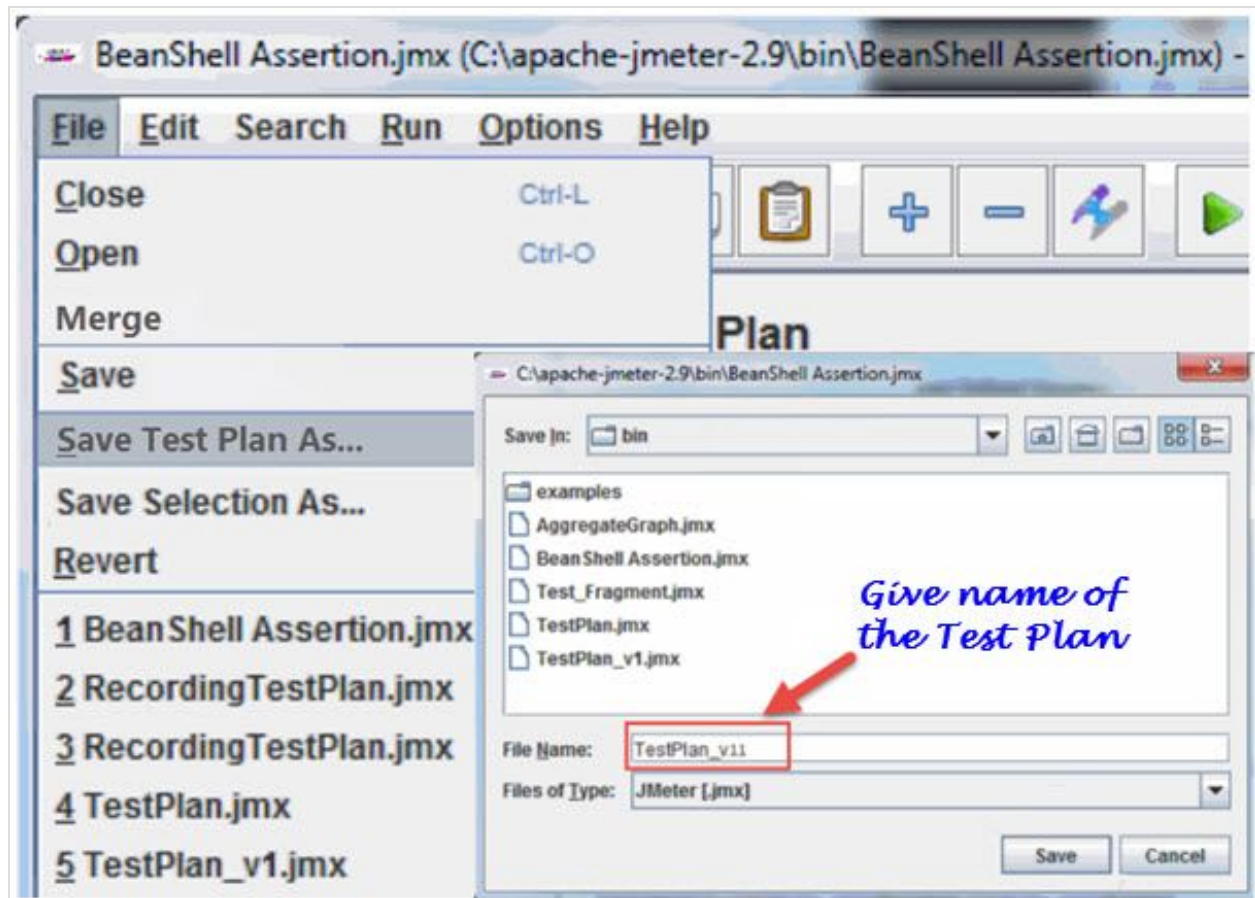 BeanShell Assertion.jmx (C:\apache-jmeter-2.9\bin\BeanShell Assertion.jmx) -
File Edit Search Run Options Help
Close Ctrl-L
Open Ctrl-O
Merge
Save
Save Test Plan As...
Save Selection As...
Revert
1 BeanShell Assertion.jmx
2 RecordingTestPlan.jmx
3 RecordingTestPlan.jmx
4 TestPlan.jmx
5 TestPlan_v1.jmx
Plan
C:\apache-jmeter-2.9\bin\BeanShell Assertion.jmx
Save In: bin
examples
AggregateGraph.jmx
BeanShell Assertion.jmx
Test_Fragment.jmx
TestPlan.jmx
TestPlan_v1.jmx
Give name of
the Test Plan
File Name: TestPlan_v11
Files of Type: JMeter [.jmx]
Save Cancel